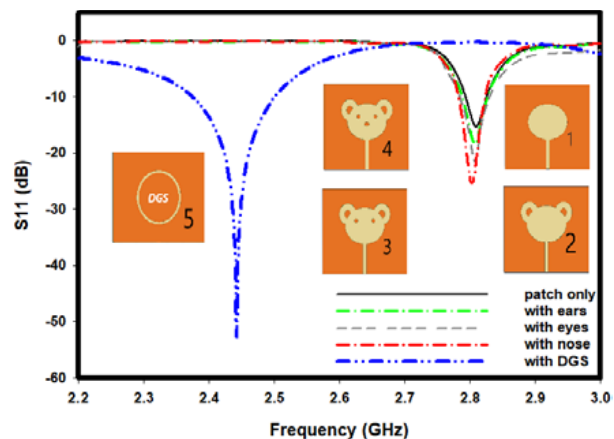 0
-10
-20
-30
-40
-50
-60
S11 (dB)
4
1
DGS
5
3
2
patch only
with ears
with eyes
with nose
with DGS
2.2 2.3 2.4 2.5 2.6 2.7 2.8 2.9 3.0
Frequency (GHz)